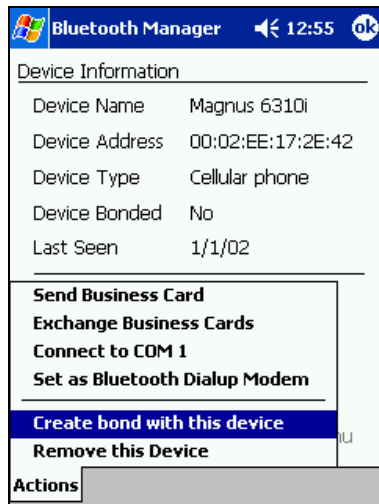 Bluetooth Manager 12:55 ok
Device Information
Device Name Magnus 6310i
Device Address 00:02:EE:17:2E:42
Device Type Cellular phone
Device Bonded No
Last Seen 1/1/02
Send Business Card
Exchange Business Cards
Connect to COM 1
Set as Bluetooth Dialup Modem
Create bond with this device
Remove this Device
Actions